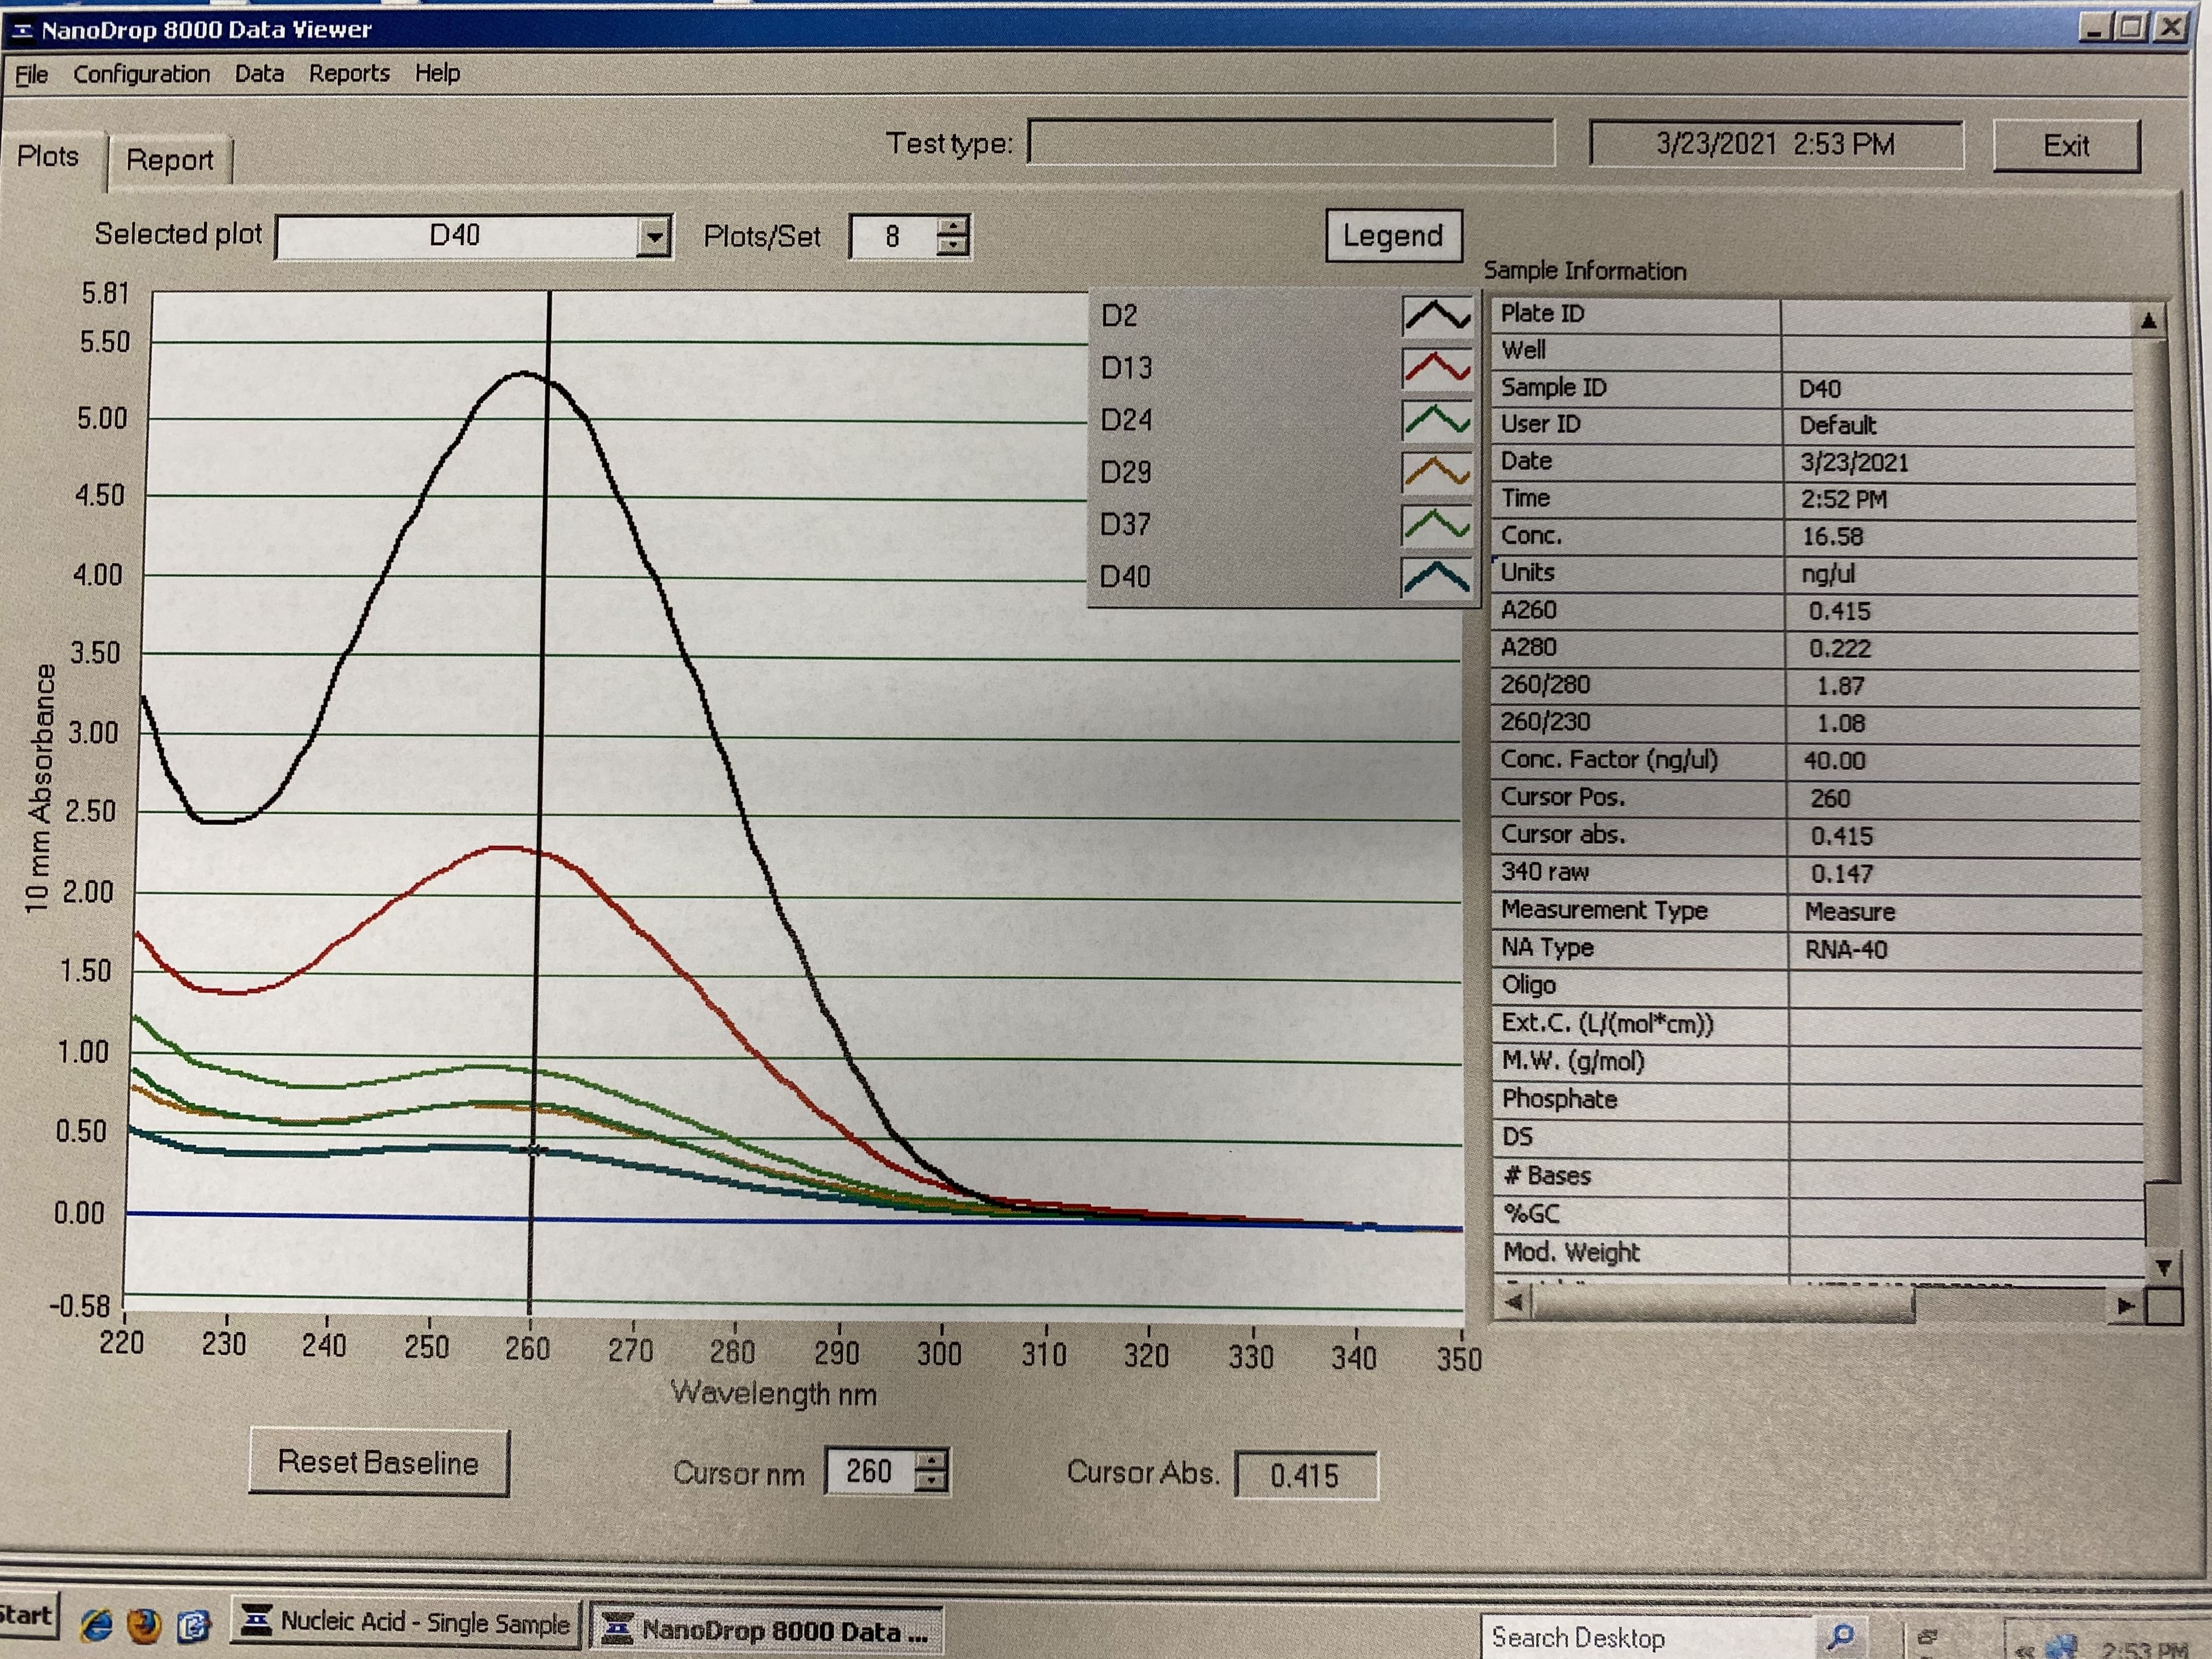 NanoDrop 8000 Data Viewer
File Configuration Data Reports Help
Plots Report
Test type: 3/23/2021 2:53 PM Exit
Selected plot D40 Plots/Set 8 Legend
Sample Information
5.81
5.50
5.00
4.50
4.00
3.50
3.00
2.50
2.00
1.50
1.00
0.50
0.00
-0.58
10 mm Absorbance
220 230 240 250 260 270 280 290 300 310 320 330 340 350
Wavelength nm
D2
D13
D24
D29
D37
D40
Plate ID
Well
Sample ID D40
User ID Default
Date 3/23/2021
Time 2:52 PM
Conc. 16.58
Units ng/ul
A260 0.415
A280 0.222
260/280 1.87
260/230 1.08
Conc. Factor (ng/ul) 40.00
Cursor Pos. 260
Cursor abs. 0.415
340 raw 0.147
Measurement Type Measure
NA Type RNA-40
Oligo
Ext.C. (L/(mol*cm))
M.W. (g/mol)
Phosphate
DS
# Bases
%GC
Mod. Weight
Reset Baseline Cursor nm 260 Cursor Abs. 0.415
Start Nucleic Acid - Single Sample NanoDrop 8000 Data ... Search Desktop 2:53 PM